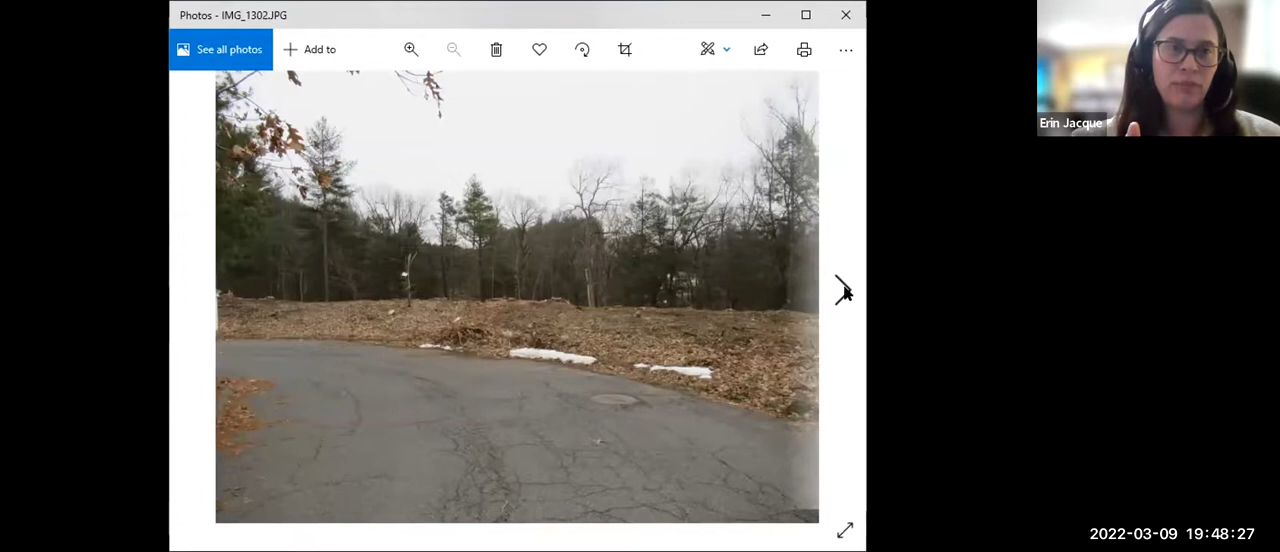 Photos - IMG_1302.JPG
See all photos
Add to
Erin Jacque
2022-03-09 19:48:27